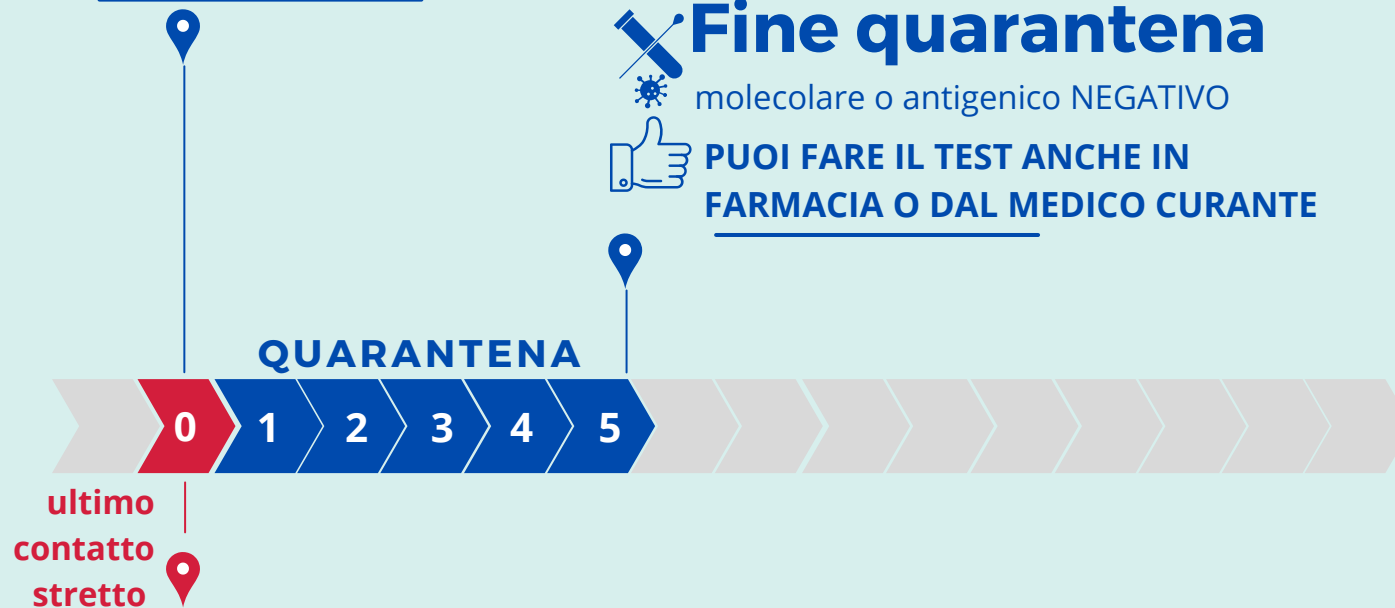 Fine quarantena
molecolare o antigenico NEGATIVO
PUOI FARE IL TEST ANCHE IN
FARMACIA O DAL MEDICO CURANTE
QUARANTENA
0 1 2 3 4 5
ultimo
contatto
stretto